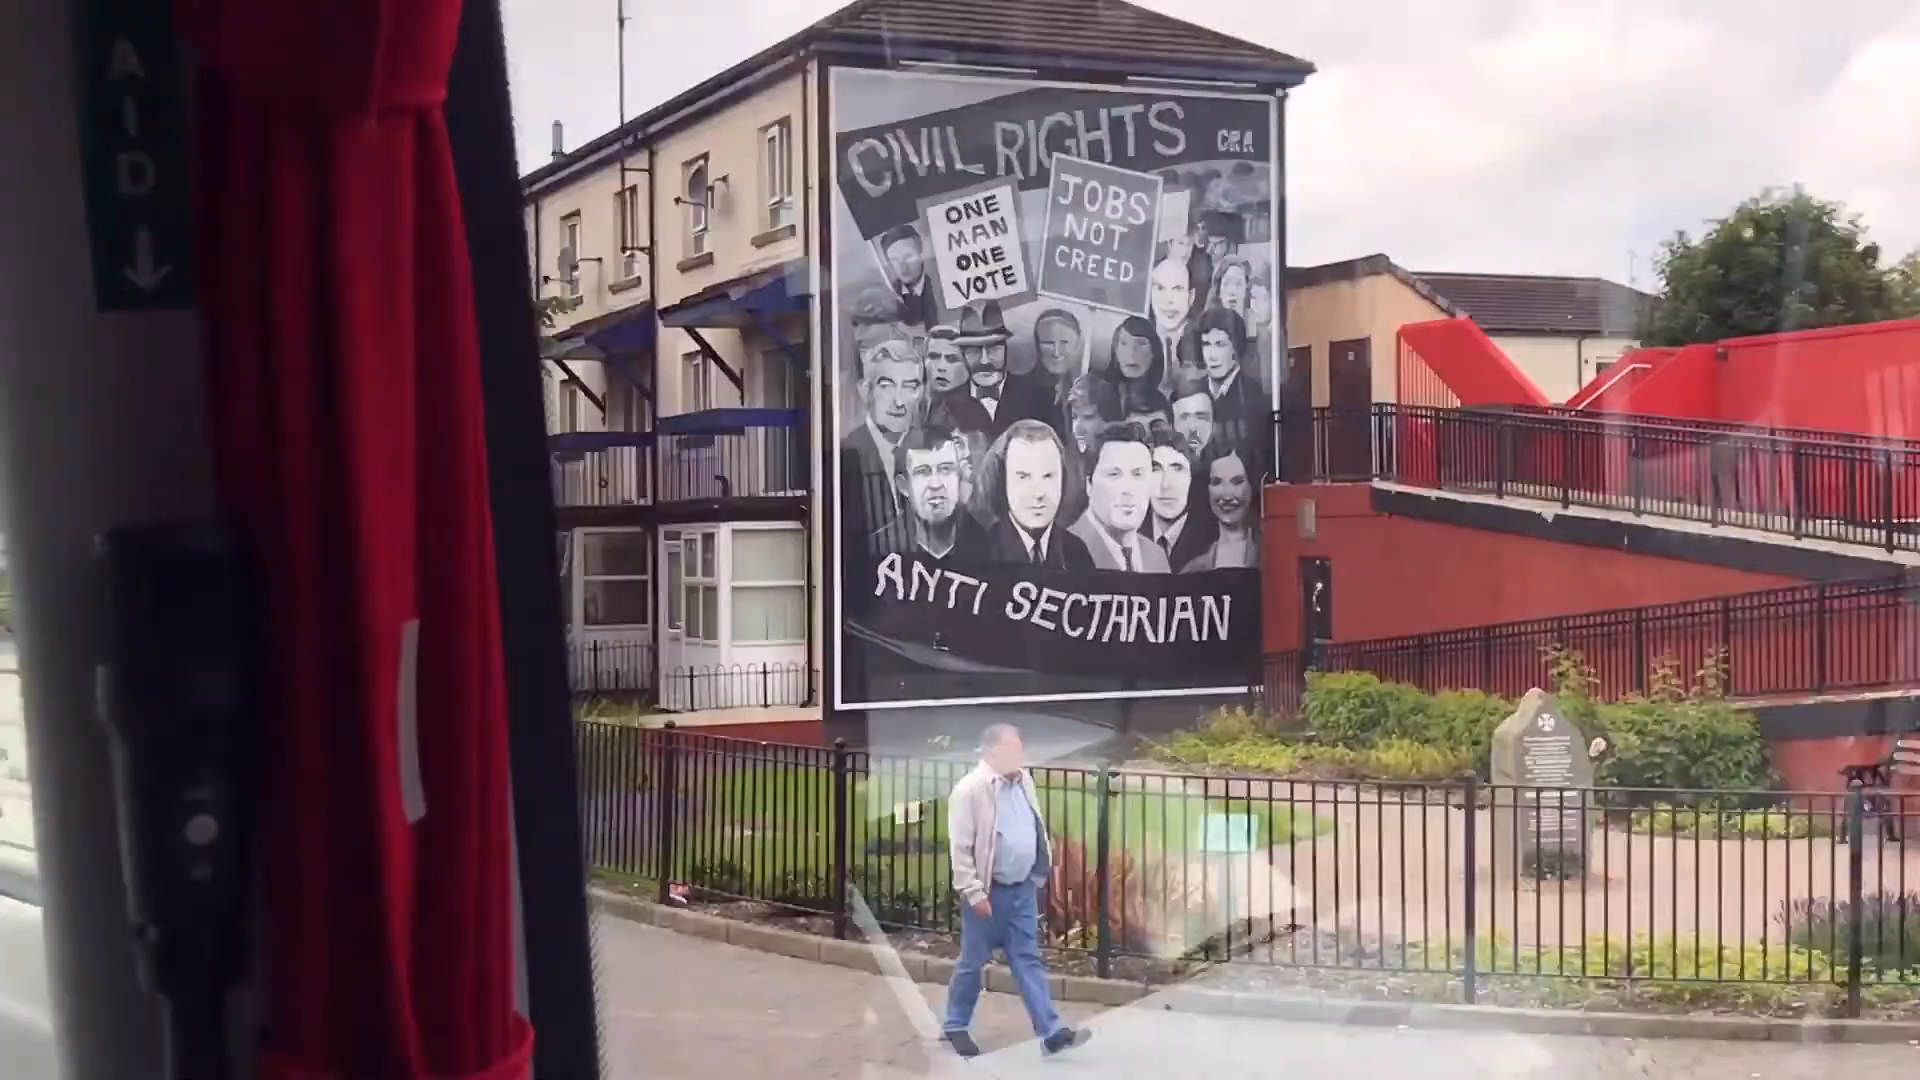 AID
CIVIL RIGHTS
CRA
ONE
MAN
ONE
VOTE
JOBS
NOT
CREED
ANTI SECTARIAN